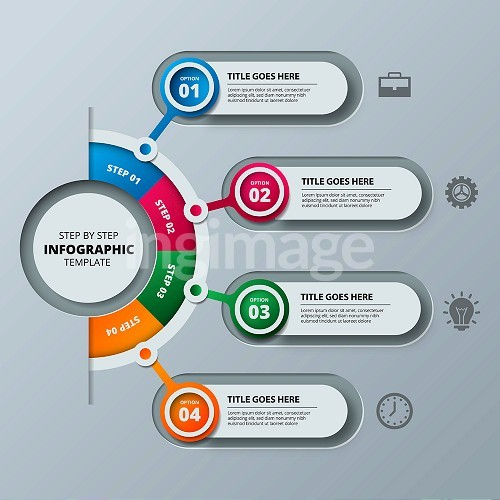 OPTION
01
TITLE GOES HERE
Lorem ipsum dolor sit amet, consectetuer
adipiscing elit, sed diam nonummy nibh
euismod tincidunt ut laoreet dolore
STEP 01
OPTION
02
TITLE GOES HERE
Lorem ipsum dolor sit amet, consectetuer
adipiscing elit, sed diam nonummy nibh
euismod tincidunt ut laoreet dolore
STEP 02
STEP BY STEP
INFOGRAPHIC
TEMPLATE
ingimage
STEP 03
OPTION
03
TITLE GOES HERE
Lorem ipsum dolor sit amet, consectetuer
adipiscing elit, sed diam nonummy nibh
euismod tincidunt ut laoreet dolore
STEP 04
OPTION
04
TITLE GOES HERE
Lorem ipsum dolor sit amet, consectetuer
adipiscing elit, sed diam nonummy nibh
euismod tincidunt ut laoreet dolore